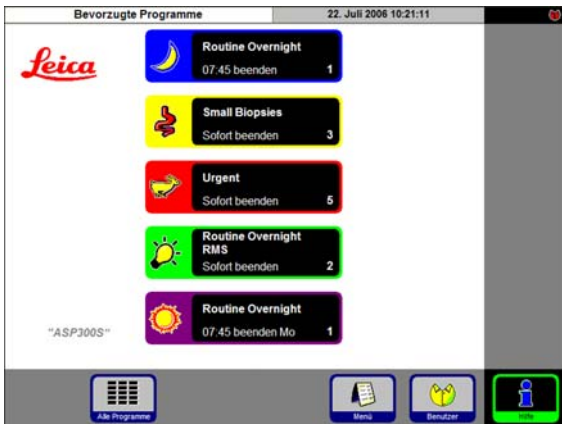 Bevorzugte Programme
22. Juli 2006 10:21:11
Leica
Routine Overnight
07:45 beenden 1
Small Biopsies
Sofort beenden 3
Urgent
Sofort beenden 5
Routine Overnight
RMS
Sofort beenden 2
Routine Overnight
07:45 beenden Mo 1
"ASP300S"
Alle Programme
Menü
Benutzer
Hilfe